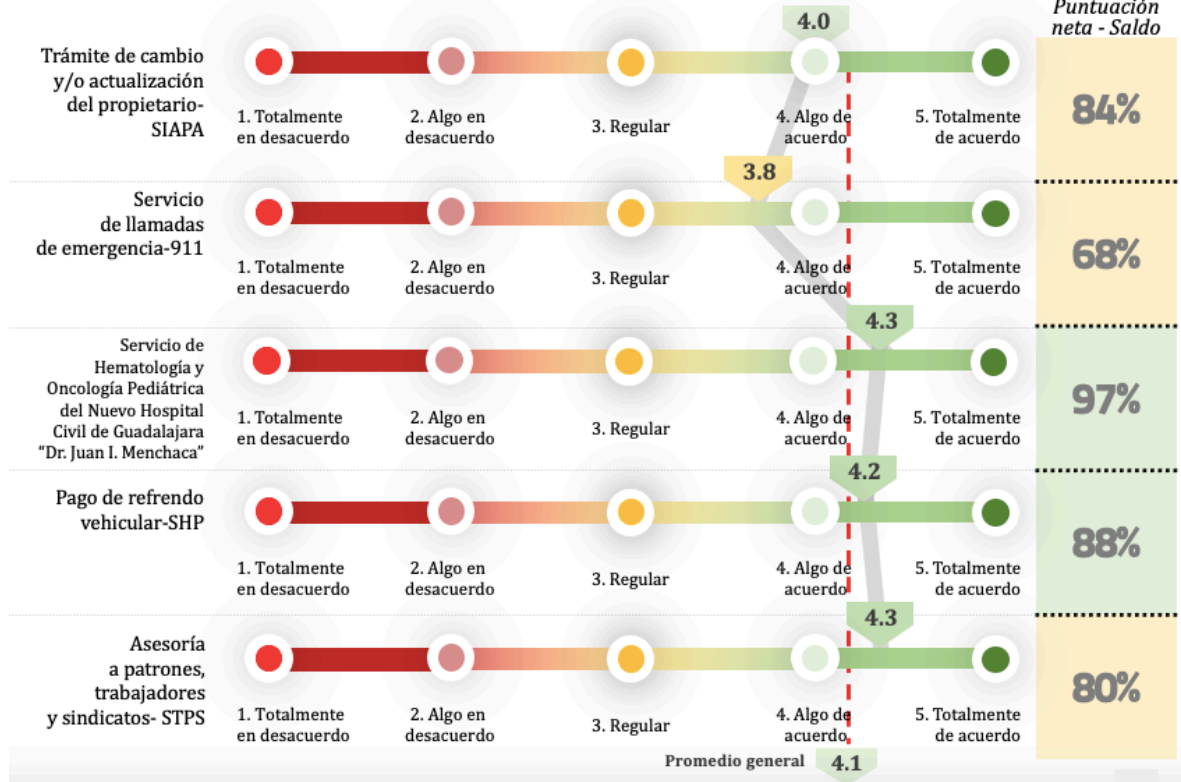 Puntuación
neta - Saldo
4.0
Trámite de cambio
y/o actualización
del propietario-
SIAPA
1. Totalmente
en desacuerdo
2. Algo en
desacuerdo
3. Regular
4. Algo de
acuerdo
5. Totalmente
de acuerdo
84%
3.8
Servicio
de llamadas
de emergencia-911
1. Totalmente
en desacuerdo
2. Algo en
desacuerdo
3. Regular
4. Algo de
acuerdo
5. Totalmente
de acuerdo
68%
4.3
Servicio de
Hematología y
Oncología Pediátrica
del Nuevo Hospital
Civil de Guadalajara
“Dr. Juan I. Menchaca”
1. Totalmente
en desacuerdo
2. Algo en
desacuerdo
3. Regular
4. Algo de
acuerdo
5. Totalmente
de acuerdo
97%
4.2
Pago de refrendo
vehicular-SHP
1. Totalmente
en desacuerdo
2. Algo en
desacuerdo
3. Regular
4. Algo de
acuerdo
5. Totalmente
de acuerdo
88%
4.3
Asesoría
a patrones,
trabajadores
y sindicatos- STPS
1. Totalmente
en desacuerdo
2. Algo en
desacuerdo
3. Regular
4. Algo de
acuerdo
5. Totalmente
de acuerdo
80%
Promedio general 4.1